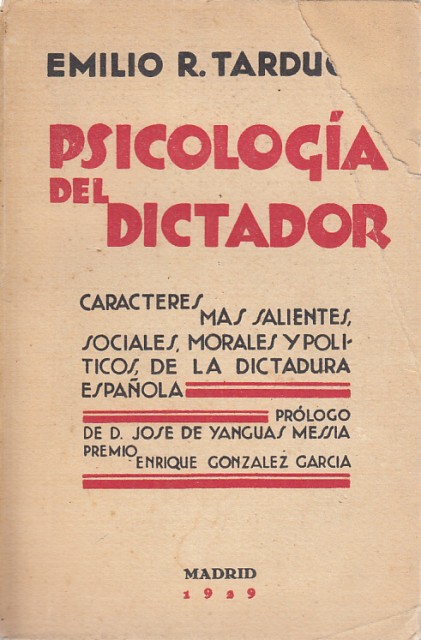 EMILIO R. TARDUC
PSICOLOGÍA
DEL
DICTADOR
CARACTERES
MAS SALIENTES,
SOCIALES, MORALES Y POLI-
TICOS, DE LA DICTADURA
ESPAÑOLA
PRÓLOGO
DE D. JOSE DE YANGUAS MESSIA
PREMIO
ENRIQUE GONZALEZ GARCIA
MADRID
1929